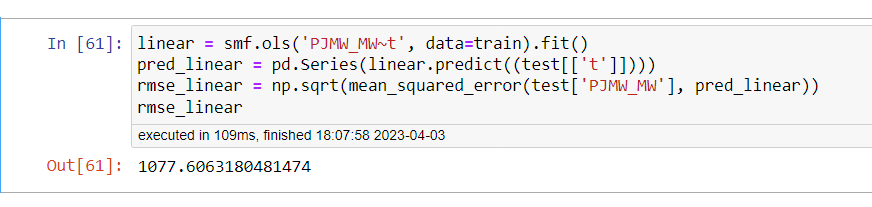 In [61]: linear = smf.ols('PJMW_MW~t', data=train).fit()
pred_linear = pd.Series(linear.predict((test[['t']])))
rmse_linear = np.sqrt(mean_squared_error(test['PJMW_MW'], pred_linear))
rmse_linear
executed in 109ms, finished 18:07:58 2023-04-03
Out[61]: 1077.6063180481474